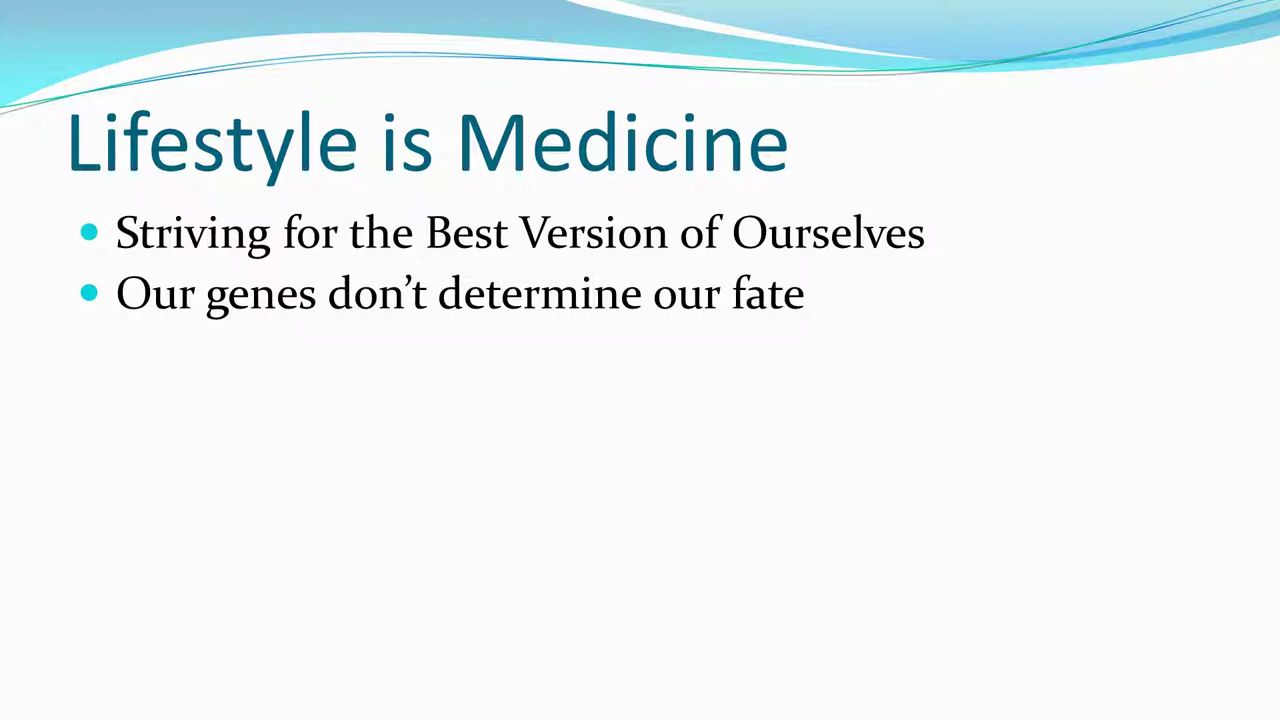 Lifestyle is Medicine
• Striving for the Best Version of Ourselves
• Our genes don’t determine our fate